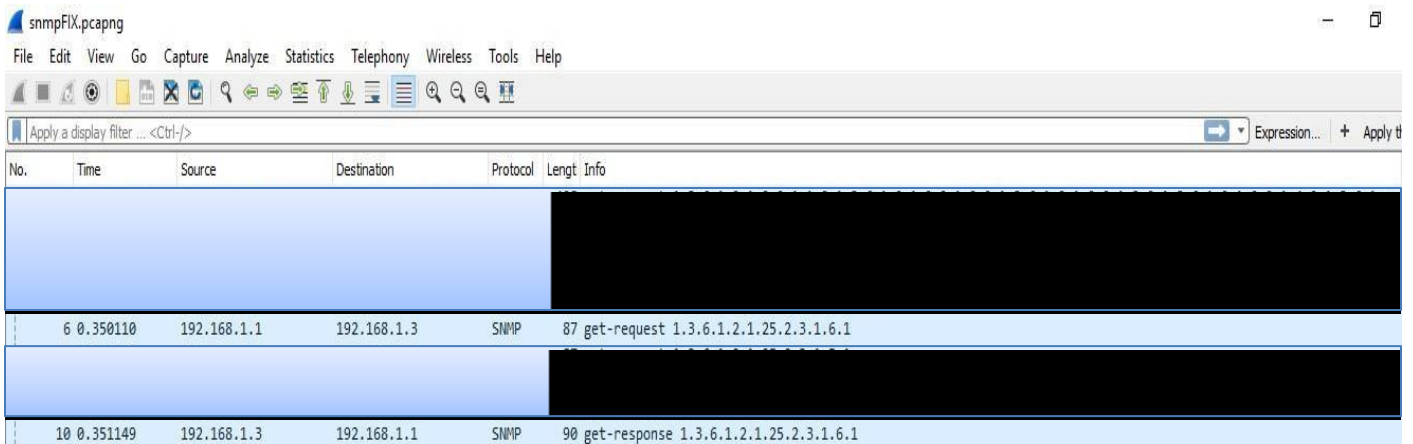 snmpFIX.pcapng
File Edit View Go Capture Analyze Statistics Telephony Wireless Tools Help
Apply a display filter ... <Ctrl-/>
Expression... + Apply th
No. Time Source Destination Protocol Lengt Info
6 0.350110 192.168.1.1 192.168.1.3 SNMP 87 get-request 1.3.6.1.2.1.25.2.3.1.6.1
10 0.351149 192.168.1.3 192.168.1.1 SNMP 90 get-response 1.3.6.1.2.1.25.2.3.1.6.1